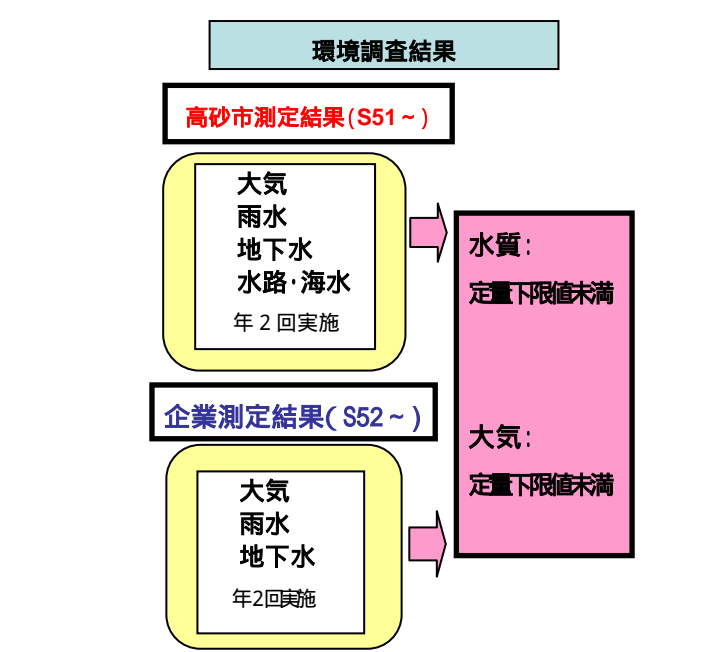 環境調査結果
高砂市測定結果(S51~)
大気
雨水
地下水
水路・海水
年2回実施
企業測定結果(S52~)
大気
雨水
地下水
年2回実施
水質:
定量下限値未満
大気:
定量下限値未満